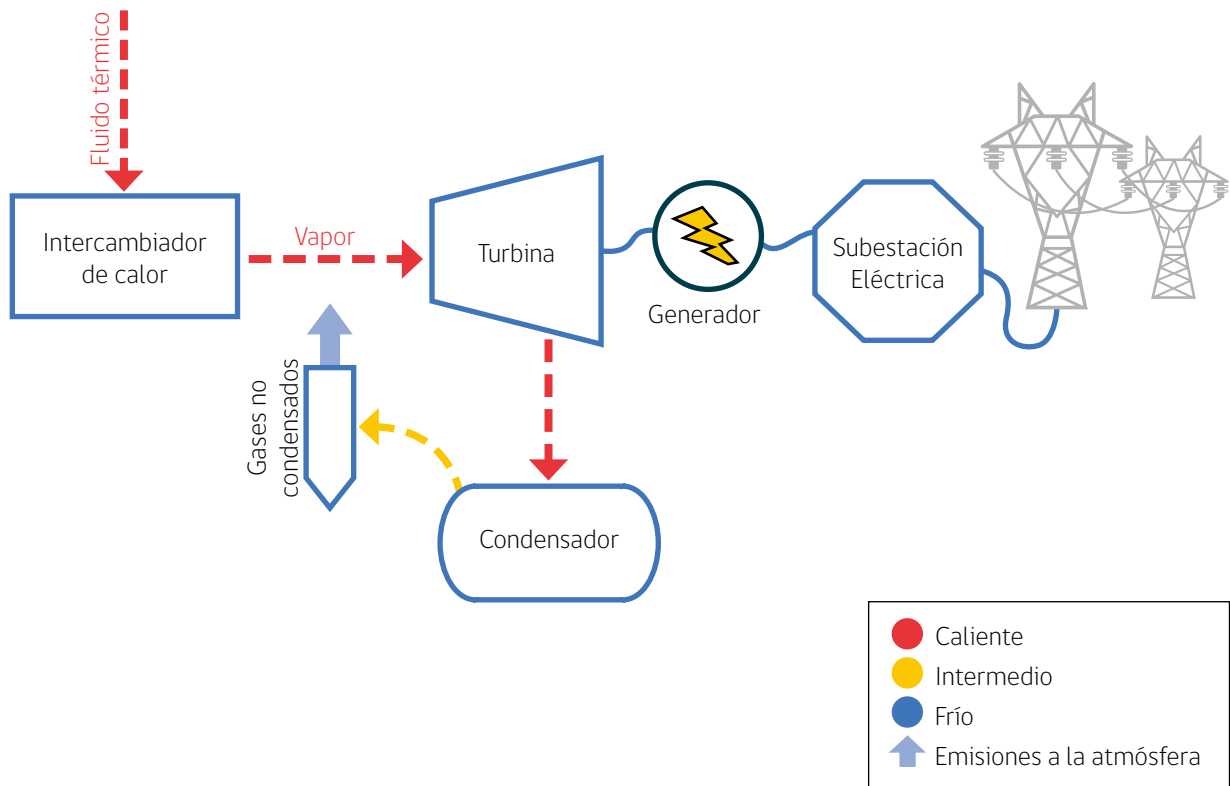 Fluido térmico
Intercambiador
de calor
Vapor
Turbina
Generador
Subestación
Eléctrica
Gases no
condensados
Condensador
Caliente
Intermedio
Frío
Emisiones a la atmósfera